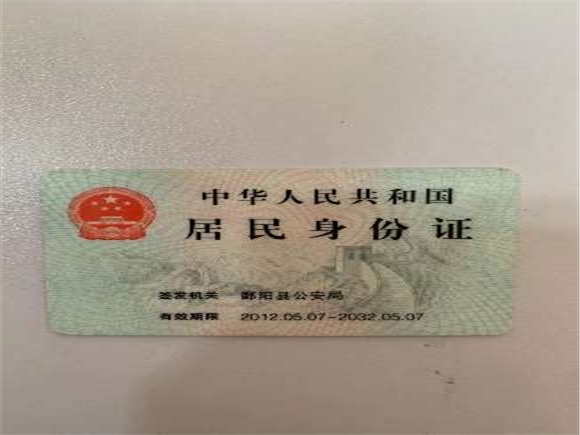 中华人民共和国
居民身份证
签发机关 鄱阳县公安局
有效期限 2012.05.07-2032.05.07